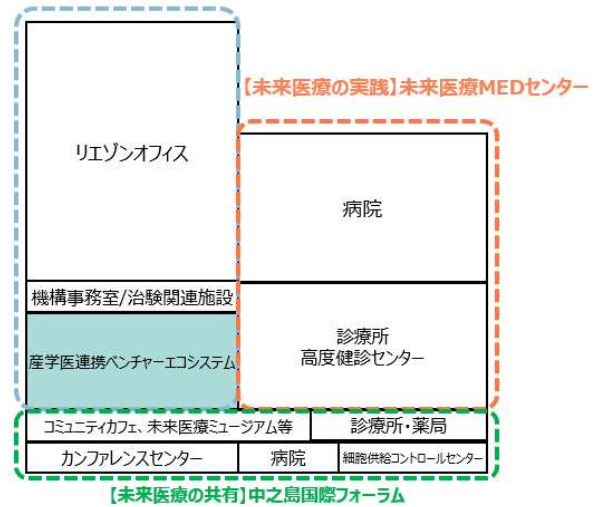 【未来医療の実践】未来医療MEDセンター
リエゾンオフィス
病院
機構事務室/治験関連施設
産学医連携ベンチャーエコシステム
診療所
高度健診センター
コミュニティカフェ、未来医療ミュージアム等
診療所・薬局
カンファレンスセンター
病院
細胞供給コントロールセンター
【未来医療の共有】中之島国際フォーラム